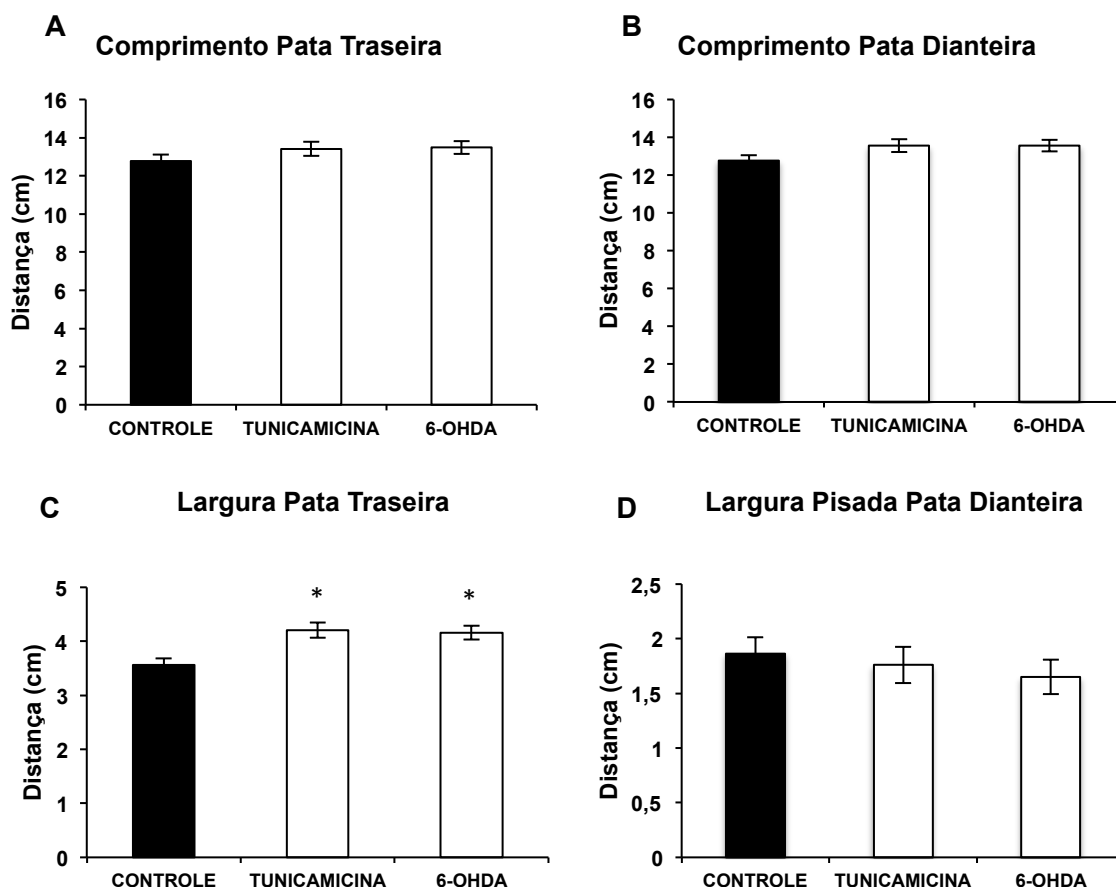 A
Comprimento Pata Traseira
Distança (cm)
16
14
12
10
8
6
4
2
0
CONTROLE TUNICAMICINA 6-OHDA
B
Comprimento Pata Dianteira
Distança (cm)
16
14
12
10
8
6
4
2
0
CONTROLE TUNICAMICINA 6-OHDA
C
Largura Pata Traseira
Distança (cm)
5
4
3
2
1
0
* *
CONTROLE TUNICAMICINA 6-OHDA
D
Largura Pisada Pata Dianteira
Distança (cm)
2,5
2
1,5
1
0,5
0
CONTROLE TUNICAMICINA 6-OHDA